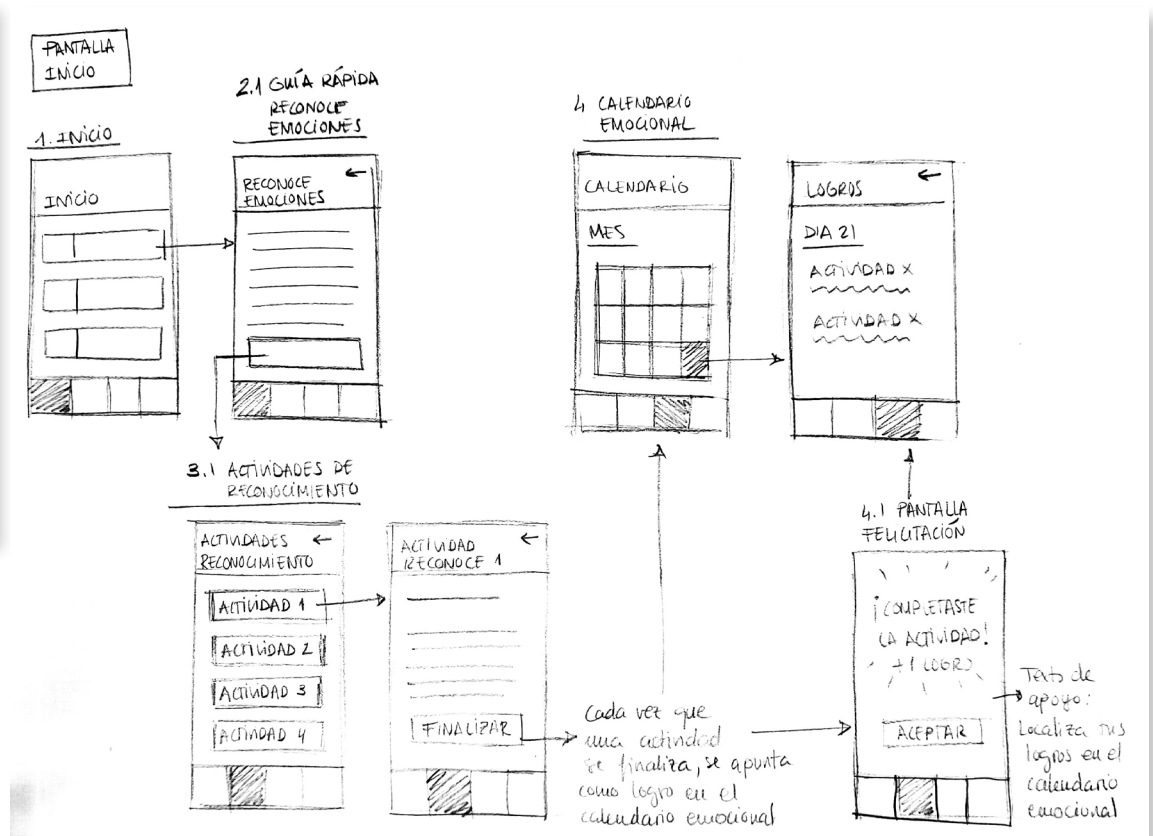 PANTALLA
INICIO
1. INICIO
INICIO
2.1 GUÍA RÁPIDA
RECONOCE
EMOCIONES
RECONOCE
EMOCIONES
3.1 ACTIVIDADES DE
RECONOCIMIENTO
ACTIVIDADES
RECONOCIMIENTO
ACTIVIDAD 1
ACTIVIDAD 2
ACTIVIDAD 3
ACTIVIDAD 4
ACTIVIDAD
RECONOCE 1
FINALIZAR
Cada vez que
una actividad
se finaliza, se apunta
como logro en el
calendario emocional
4 CALENDARIO
EMOCIONAL
CALENDARIO
MES
LOGROS
DIA 21
ACTIVIDAD X
ACTIVIDAD X
4.1 PANTALLA
FELICITACIÓN
¡COMPLETASTE
LA ACTIVIDAD!
+1 LOGRO
ACEPTAR
Texto de
apoyo:
Localiza tus
logros en el
calendario
emocional